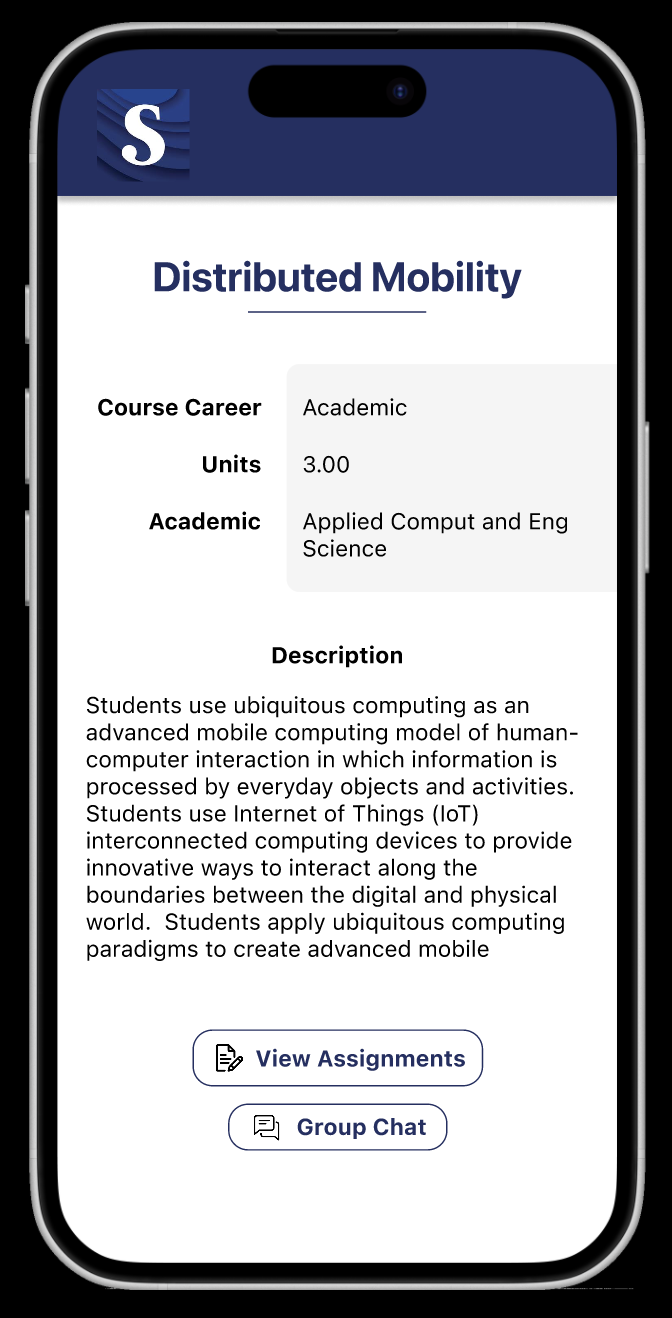 S
Distributed Mobility
Course Career Academic
Units 3.00
Academic Applied Comput and Eng
Science
Description
Students use ubiquitous computing as an
advanced mobile computing model of human-
computer interaction in which information is
processed by everyday objects and activities.
Students use Internet of Things (IoT)
interconnected computing devices to provide
innovative ways to interact along the
boundaries between the digital and physical
world.  Students apply ubiquitous computing
paradigms to create advanced mobile
View Assignments
Group Chat